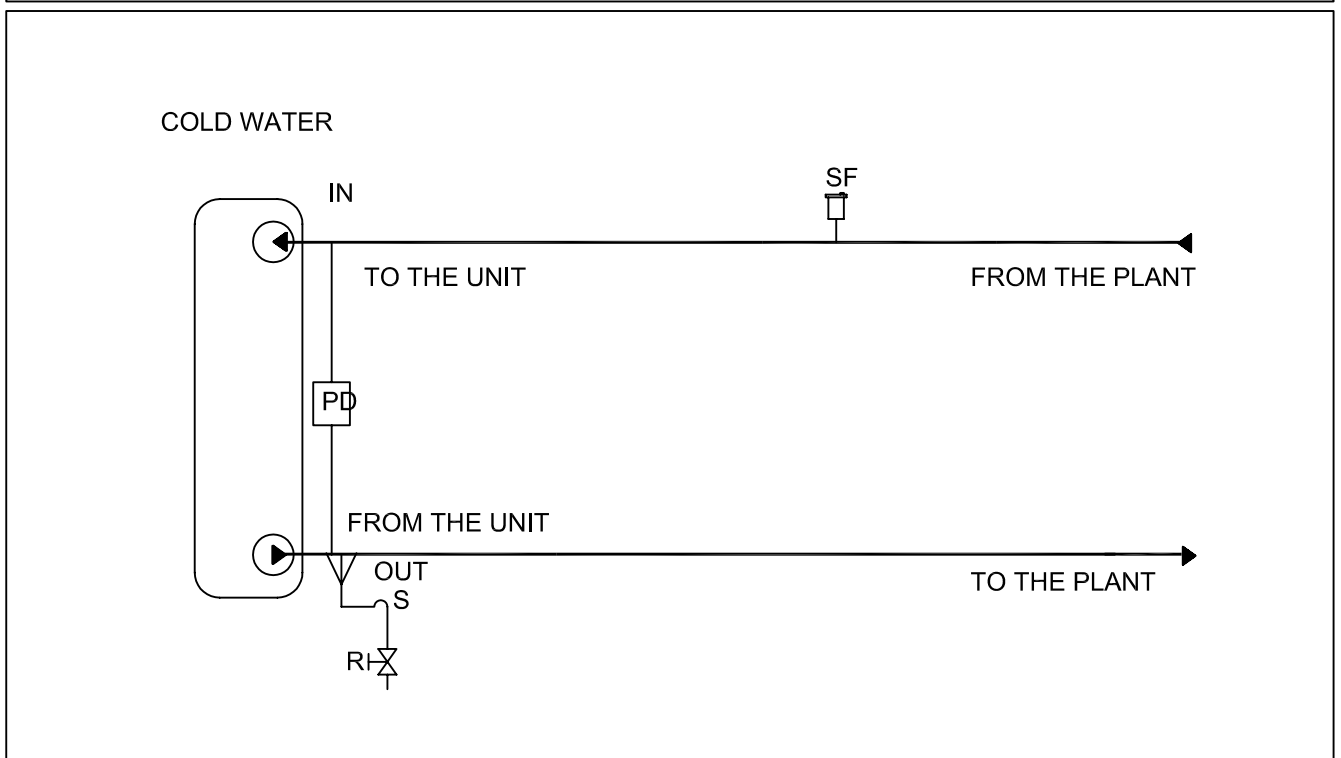 COLD WATER
IN
SF
TO THE UNIT
FROM THE PLANT
PD
FROM THE UNIT
OUT
TO THE PLANT
S
R